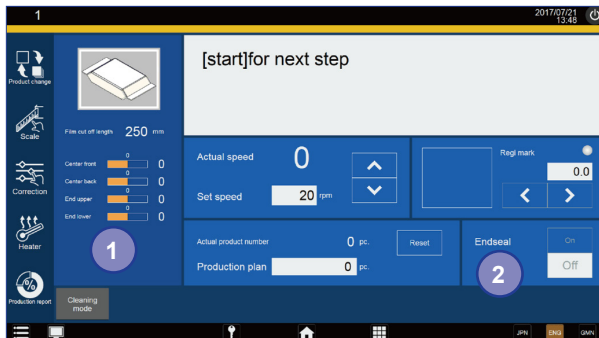 1
2017/07/21
13:48
Product change
Scale
Correction
Heater
Production report
Film cut off length 250 mm
0
Center front 0
0
Center back 0
0
End upper 0
0
End lower 0
1
Cleaning
mode
[start]for next step
Actual speed 0
Set speed 20 rpm
Regi mark
0.0
Actual product number 0 pc.
Reset
Production plan 0 pc.
Endseal
On
Off
2
JPN
ENG
GMN